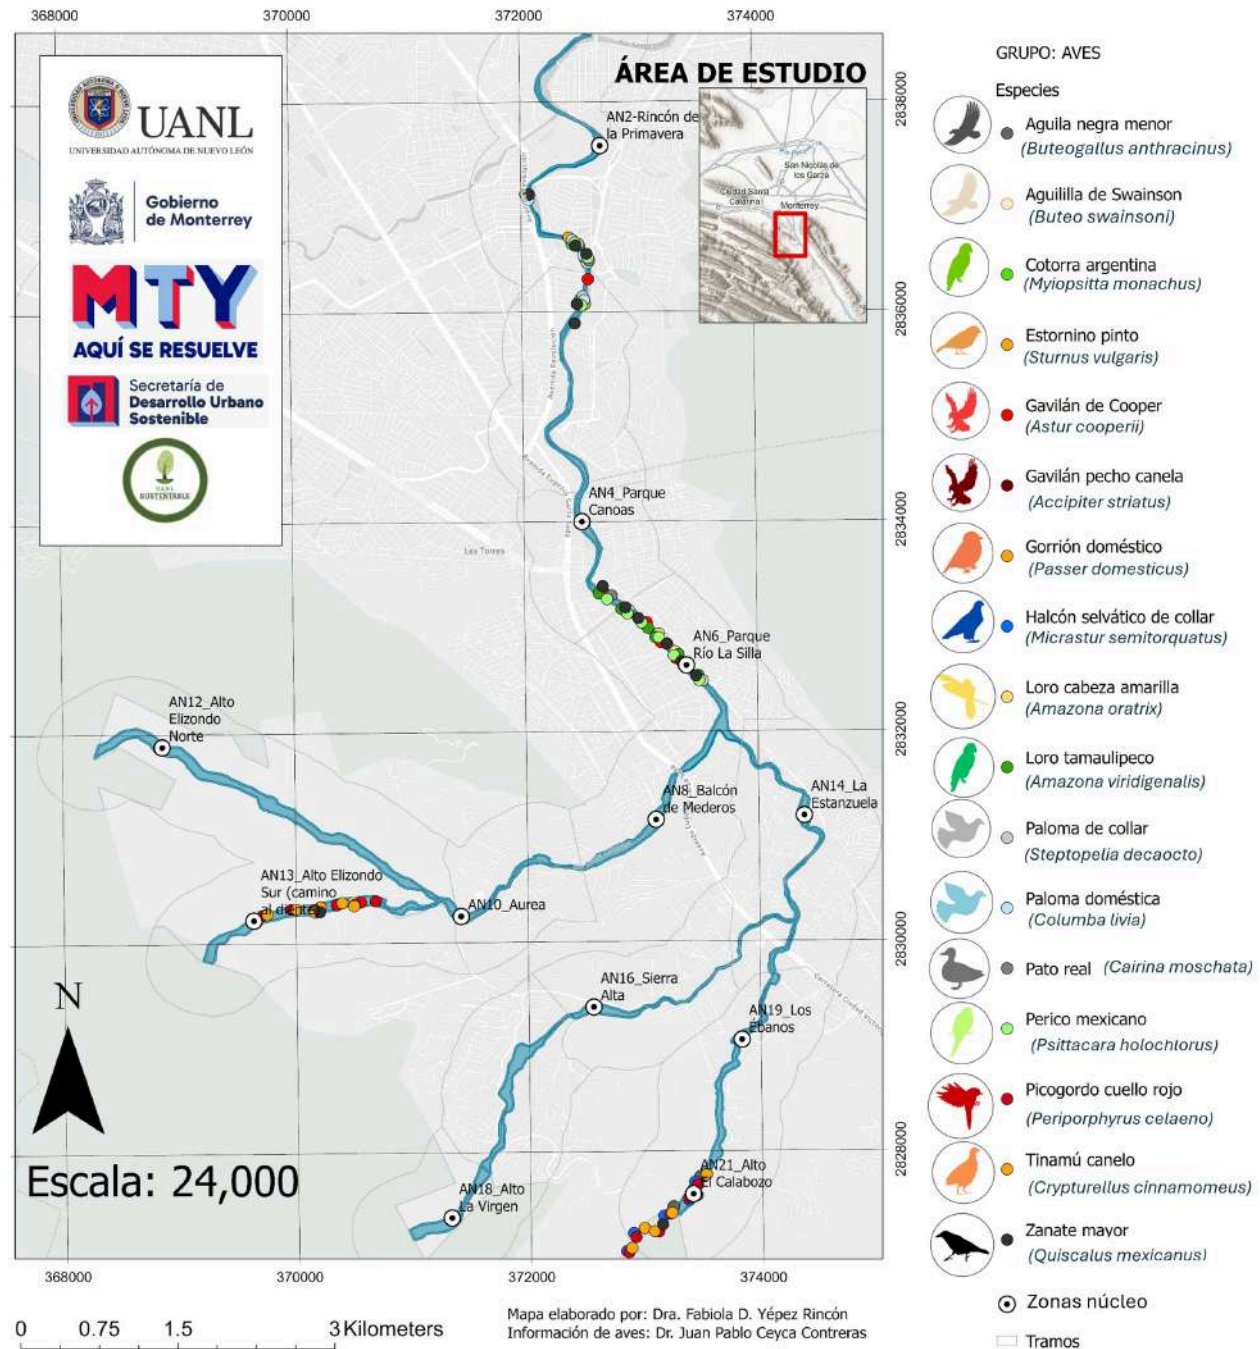 368000
370000
372000
374000
UANL
UNIVERSIDAD AUTÓNOMA DE NUEVO LEÓN
Gobierno
de Monterrey
MTY
AQUÍ SE RESUELVE
Secretaría de
Desarrollo Urbano
Sostenible
UANL
SUSTENTABLE
ÁREA DE ESTUDIO
San Nicolás de
los Garza
Ciudad Santa
Catarina
Monterrey
AN2-Rincón de
la Primavera
Avenida Revolución
AN4_Parque
Canoas
Las Torres
AN6_Parque
Río La Silla
AN12_Alto
Elizondo
Norte
AN8_Balcón
de Mederos
AN14_La
Estanzuela
AN13_Alto Elizondo
Sur (camino
al diente)
AN10_Aurea
AN16_Sierra
Alta
AN19_Los
Ebanos
AN21_Alto
El Calabozo
AN18_Alto
La Virgen
2838000
2836000
2834000
2832000
2830000
2828000
N
Escala: 24,000
368000
370000
372000
374000
0 0.75 1.5 3 Kilometers
Mapa elaborado por: Dra. Fabiola D. Yépez Rincón
Información de aves: Dr. Juan Pablo Ceyca Contreras
GRUPO: AVES
Especies
Aguila negra menor
(Buteogallus anthracinus)
Aguililla de Swainson
(Buteo swainsoni)
Cotorra argentina
(Myiopsitta monachus)
Estornino pinto
(Sturnus vulgaris)
Gavilán de Cooper
(Astur cooperii)
Gavilán pecho canela
(Accipiter striatus)
Gorrión doméstico
(Passer domesticus)
Halcón selvático de collar
(Micrastur semitorquatus)
Loro cabeza amarilla
(Amazona oratrix)
Loro tamaulipeco
(Amazona viridigenalis)
Paloma de collar
(Steptopelia decaocto)
Paloma doméstica
(Columba livia)
Pato real (Cairina moschata)
Perico mexicano
(Psittacara holochlorus)
Picogordo cuello rojo
(Periporphyrus celaeno)
Tinamú canelo
(Crypturellus cinnamomeus)
Zanate mayor
(Quiscalus mexicanus)
Zonas núcleo
Tramos